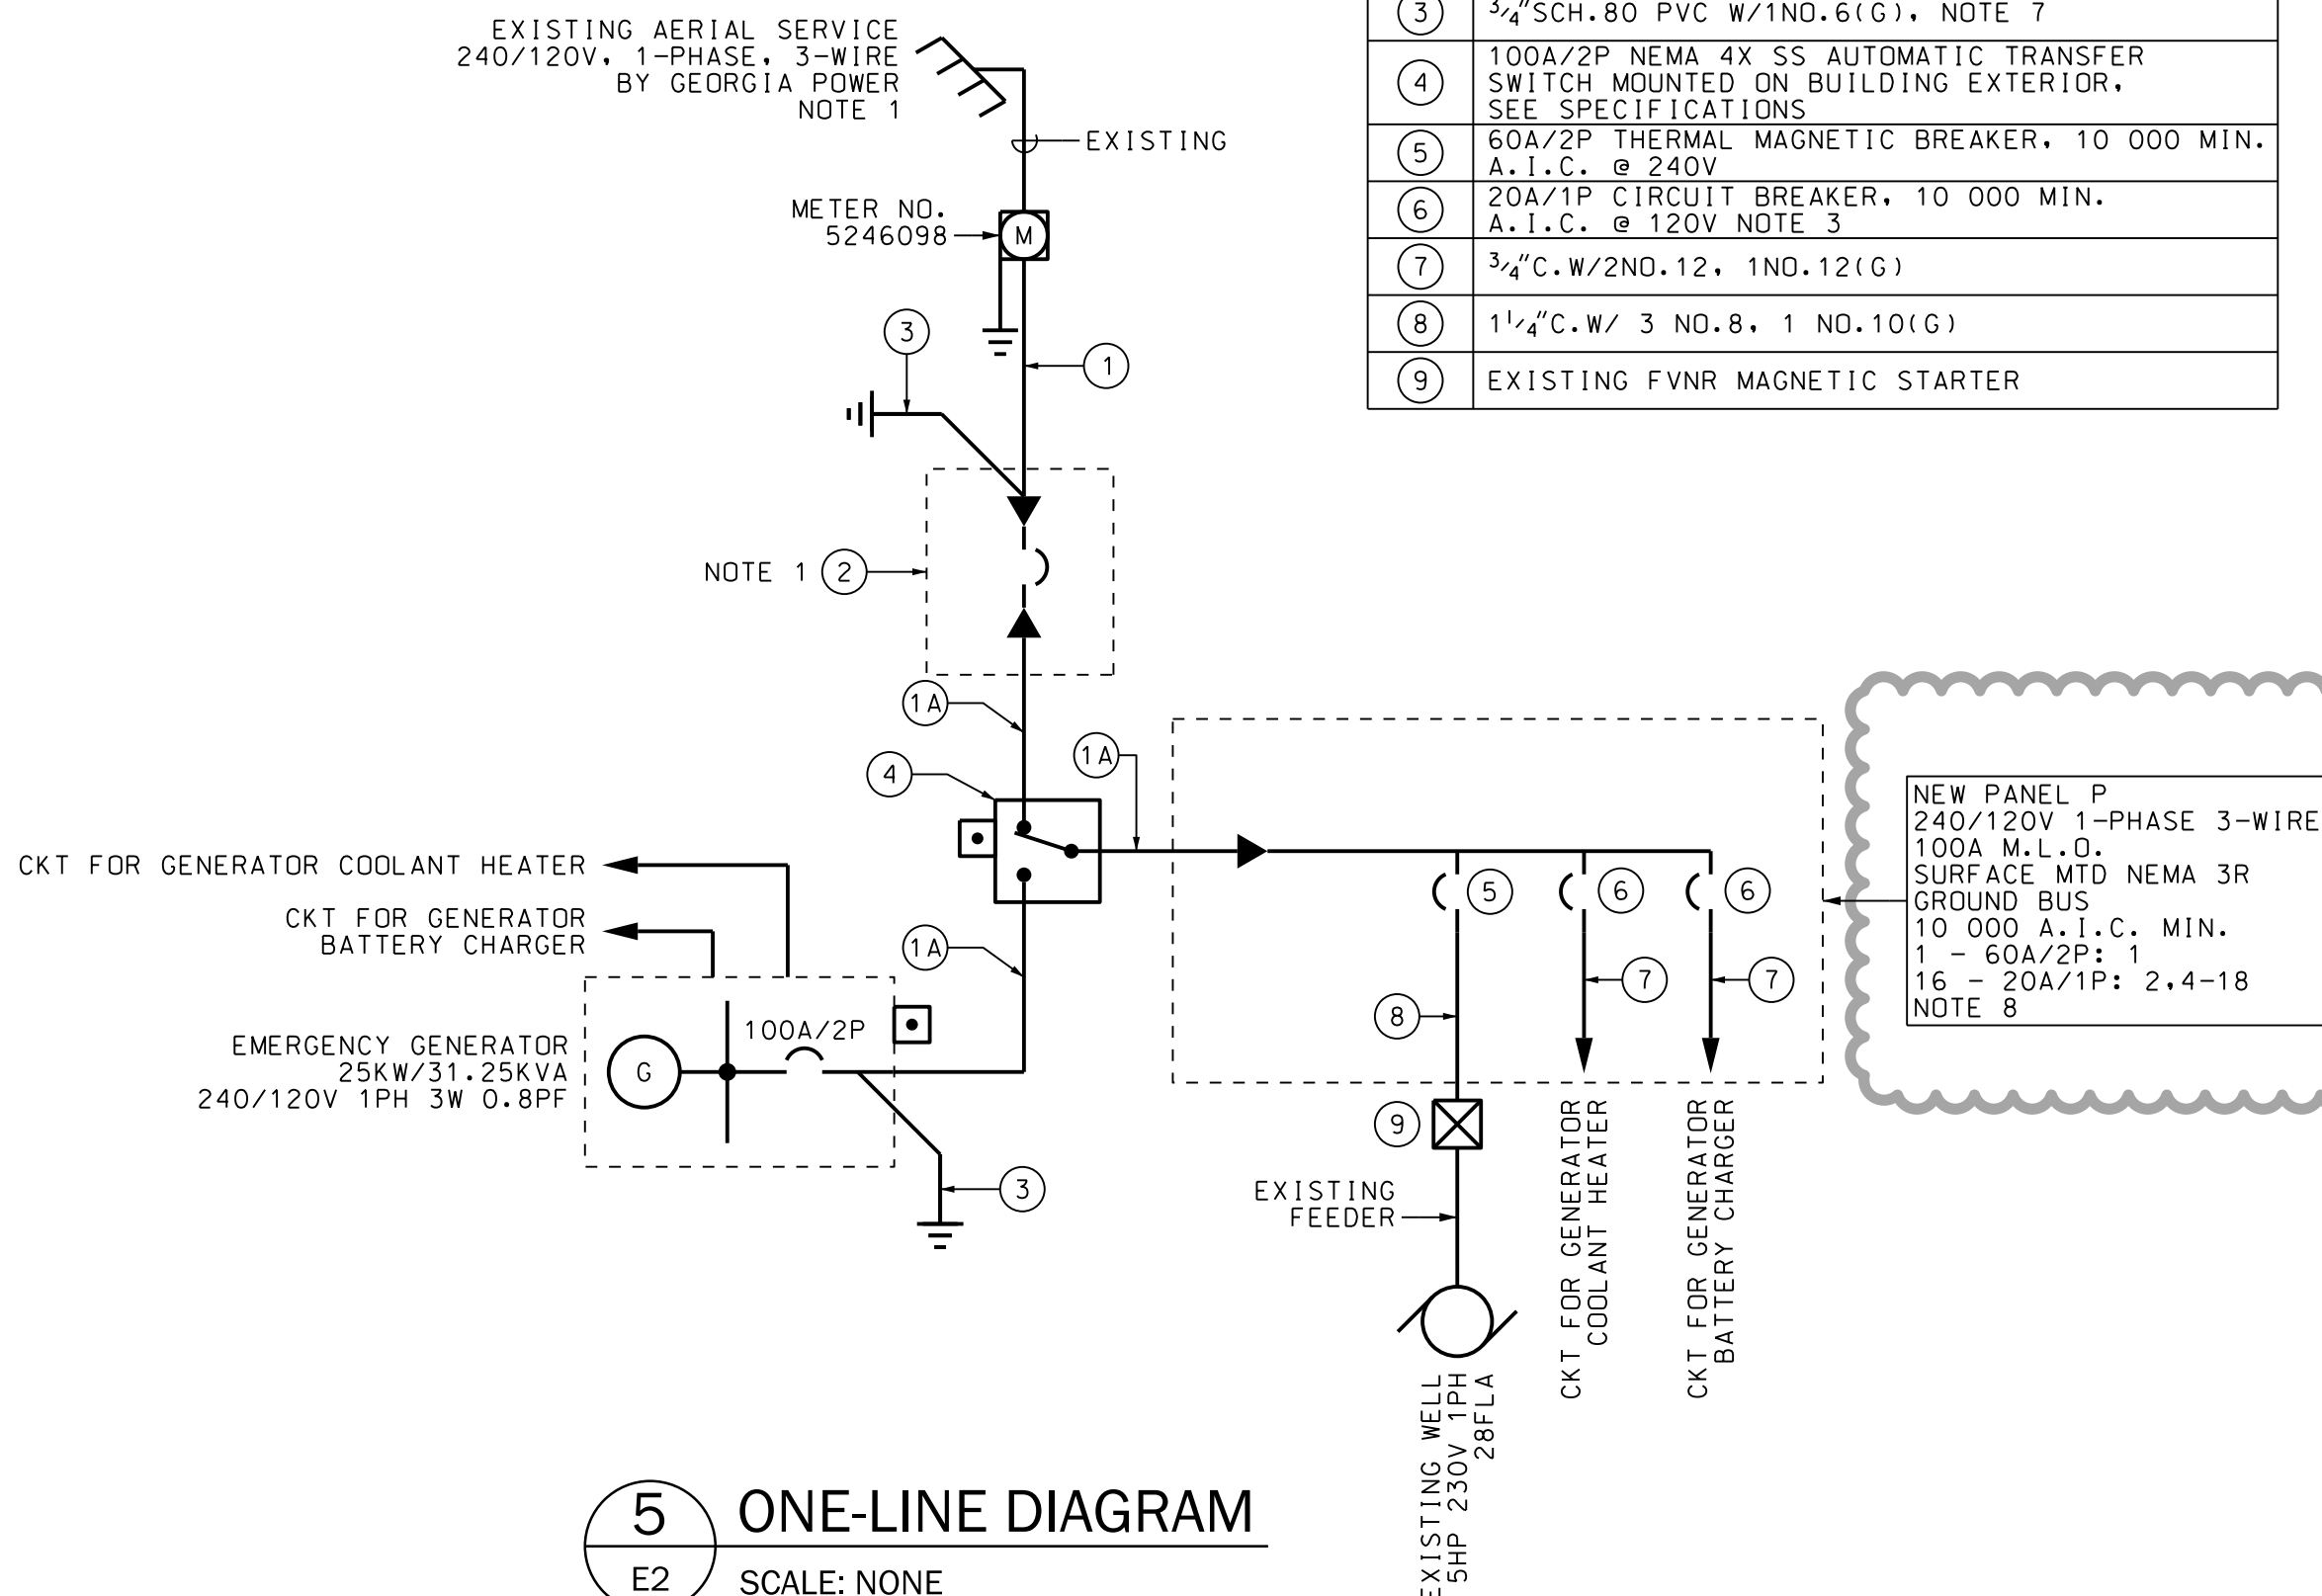 EXISTING AERIAL SERVICE
240/120V, 1-PHASE, 3-WIRE
BY GEORGIA POWER
NOTE 1
EXISTING
METER NO.
5246098
M
3
1
NOTE 1 2
1A
4
1A
CKT FOR GENERATOR COOLANT HEATER
CKT FOR GENERATOR
BATTERY CHARGER
1A
100A/2P
EMERGENCY GENERATOR
25KW/31.25KVA
240/120V 1PH 3W 0.8PF
G
3
5
6
6
7
7
8
9
EXISTING
FEEDER
CKT FOR GENERATOR
COOLANT HEATER
CKT FOR GENERATOR
BATTERY CHARGER
EXISTING WELL
5HP 230V 1PH
28FLA
3 3/4"SCH.80 PVC W/1NO.6(G), NOTE 7
4 100A/2P NEMA 4X SS AUTOMATIC TRANSFER
SWITCH MOUNTED ON BUILDING EXTERIOR,
SEE SPECIFICATIONS
5 60A/2P THERMAL MAGNETIC BREAKER, 10 000 MIN.
A.I.C. @ 240V
6 20A/1P CIRCUIT BREAKER, 10 000 MIN.
A.I.C. @ 120V NOTE 3
7 3/4"C.W/2NO.12, 1NO.12(G)
8 1 1/4"C.W/ 3 NO.8, 1 NO.10(G)
9 EXISTING FVNR MAGNETIC STARTER
NEW PANEL P
240/120V 1-PHASE 3-WIRE
100A M.L.O.
SURFACE MTD NEMA 3R
GROUND BUS
10 000 A.I.C. MIN.
1 - 60A/2P: 1
16 - 20A/1P: 2,4-18
NOTE 8
5
E2
ONE-LINE DIAGRAM
SCALE: NONE